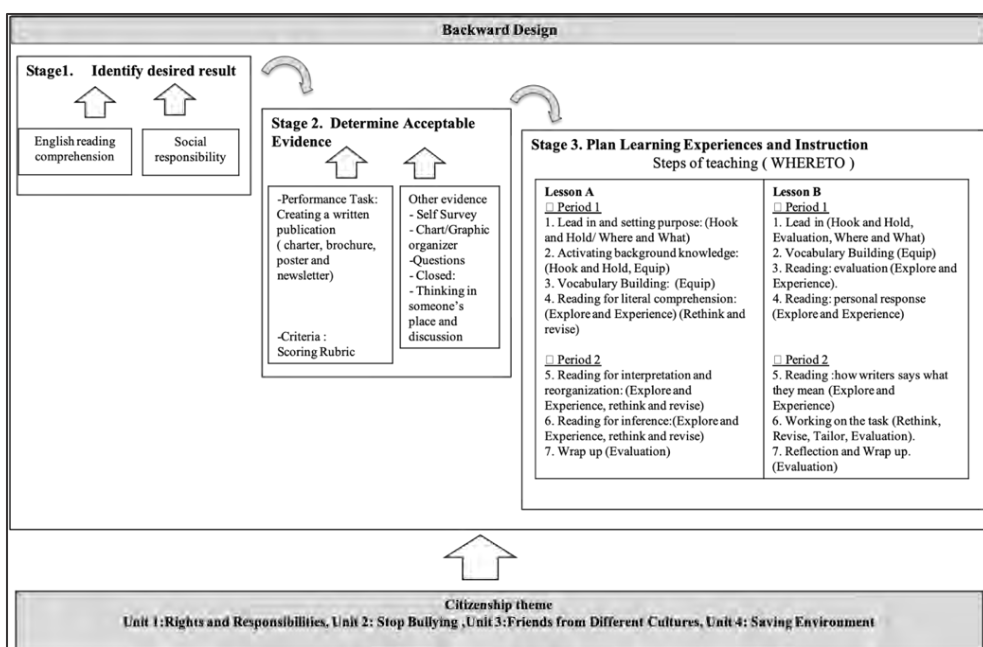 Backward Design
Stage1. Identify desired result
English reading
comprehension
Social
responsibility
Stage 2. Determine Acceptable
Evidence
-Performance Task:
Creating a written
publication
( charter, brochure,
poster and
newsletter)
-Criteria :
Scoring Rubric
Other evidence
- Self Survey
- Chart/Graphic
organizer
-Questions
- Closed:
- Thinking in
someone's
place and
discussion
Stage 3. Plan Learning Experiences and Instruction
Steps of teaching ( WHERETO )
Lesson A
□ Period 1
1. Lead in and setting purpose: (Hook
and Hold/ Where and What)
2. Activating background knowledge:
(Hook and Hold, Equip)
3. Vocabulary Building: (Equip)
4. Reading for literal comprehension:
(Explore and Experience) (Rethink and
revise)
□ Period 2
5. Reading for interpretation and
reorganization: (Explore and
Experience, rethink and revise)
6. Reading for inference:(Explore and
Experience, rethink and revise)
7. Wrap up (Evaluation)
Lesson B
□ Period 1
1. Lead in (Hook and Hold,
Evaluation, Where and What)
2. Vocabulary Building (Equip)
3. Reading: evaluation (Explore and
Experience).
4. Reading: personal response
(Explore and Experience)
□ Period 2
5. Reading :how writers says what
they mean (Explore and
Experience)
6. Working on the task (Rethink,
Revise, Tailor, Evaluation).
7. Reflection and Wrap up.
(Evaluation)
Citizenship theme
Unit 1:Rights and Responsibilities, Unit 2: Stop Bullying ,Unit 3:Friends from Different Cultures, Unit 4: Saving Environment